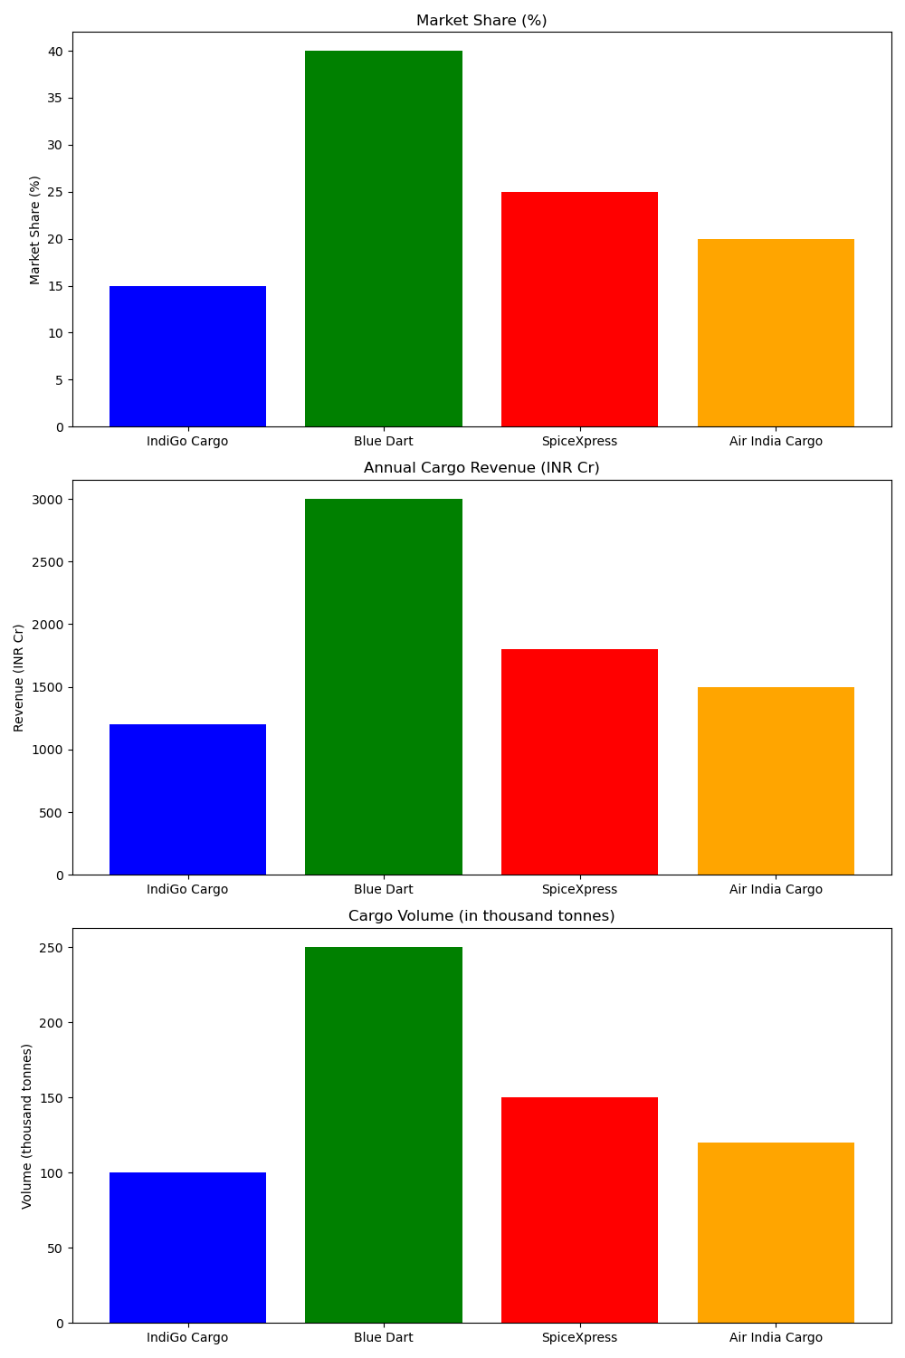 Market Share (%)
40
35
30
25
20
15
10
5
0
Market Share (%)
IndiGo Cargo Blue Dart SpiceXpress Air India Cargo
Annual Cargo Revenue (INR Cr)
3000
2500
2000
1500
1000
500
0
Revenue (INR Cr)
IndiGo Cargo Blue Dart SpiceXpress Air India Cargo
Cargo Volume (in thousand tonnes)
250
200
150
100
50
0
Volume (thousand tonnes)
IndiGo Cargo Blue Dart SpiceXpress Air India Cargo